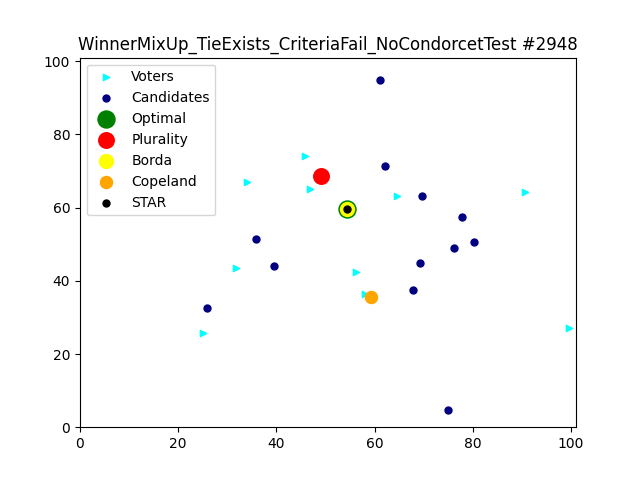 WinnerMixUp_TieExists_CriteriaFail_NoCondorcetTest #2948
100
80
60
40
20
0
Voters
Candidates
Optimal
Plurality
Borda
Copeland
STAR
0 20 40 60 80 100